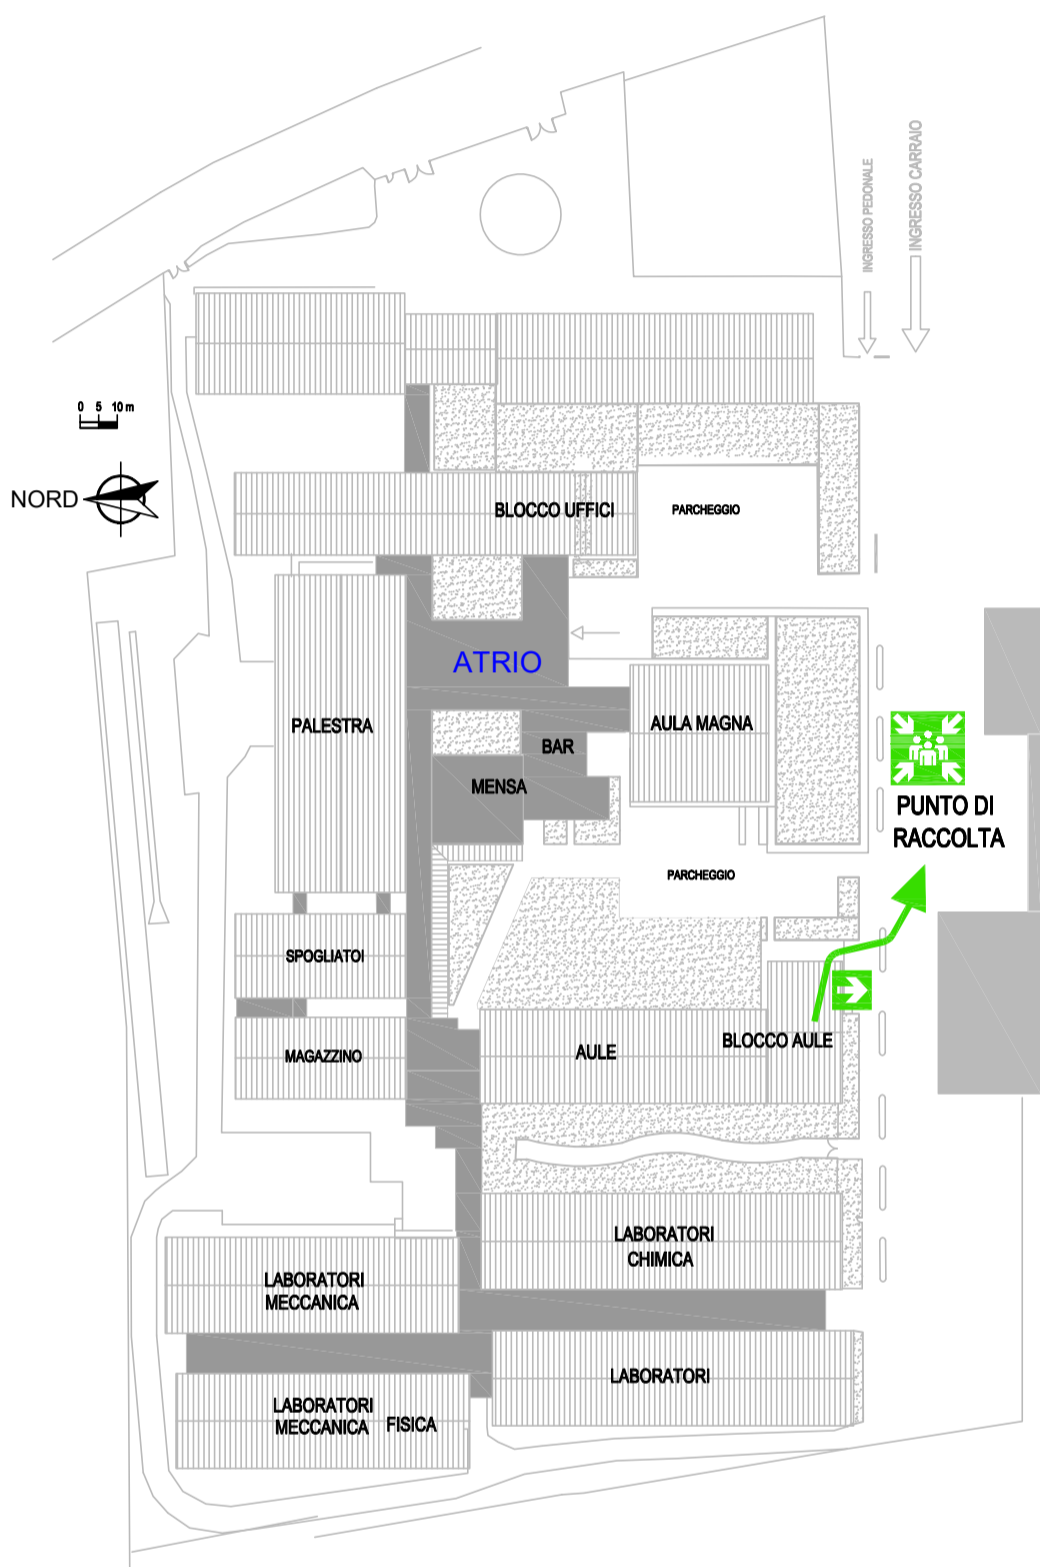 INGRESSO PEDONALE
INGRESSO CARRAIO
0 5 10 m
NORD
BLOCCO UFFICI
PARCHEGGIO
ATRIO
PALESTRA
AULA MAGNA
BAR
MENSA
PUNTO DI
RACCOLTA
PARCHEGGIO
SPOGLIATOI
MAGAZZINO
AULE
BLOCCO AULE
LABORATORI
CHIMICA
LABORATORI
MECCANICA
LABORATORI
LABORATORI
MECCANICA FISICA